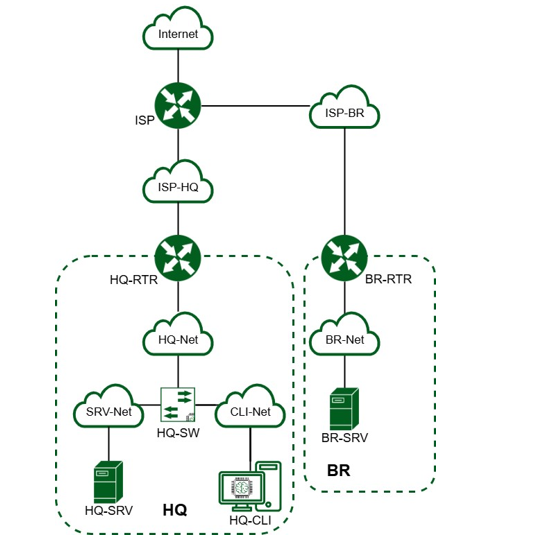 Internet
ISP
ISP-BR
ISP-HQ
HQ-RTR
BR-RTR
HQ-Net
BR-Net
SRV-Net
CLI-Net
HQ-SW
BR-SRV
BR
HQ-SRV
HQ
HQ-CLI